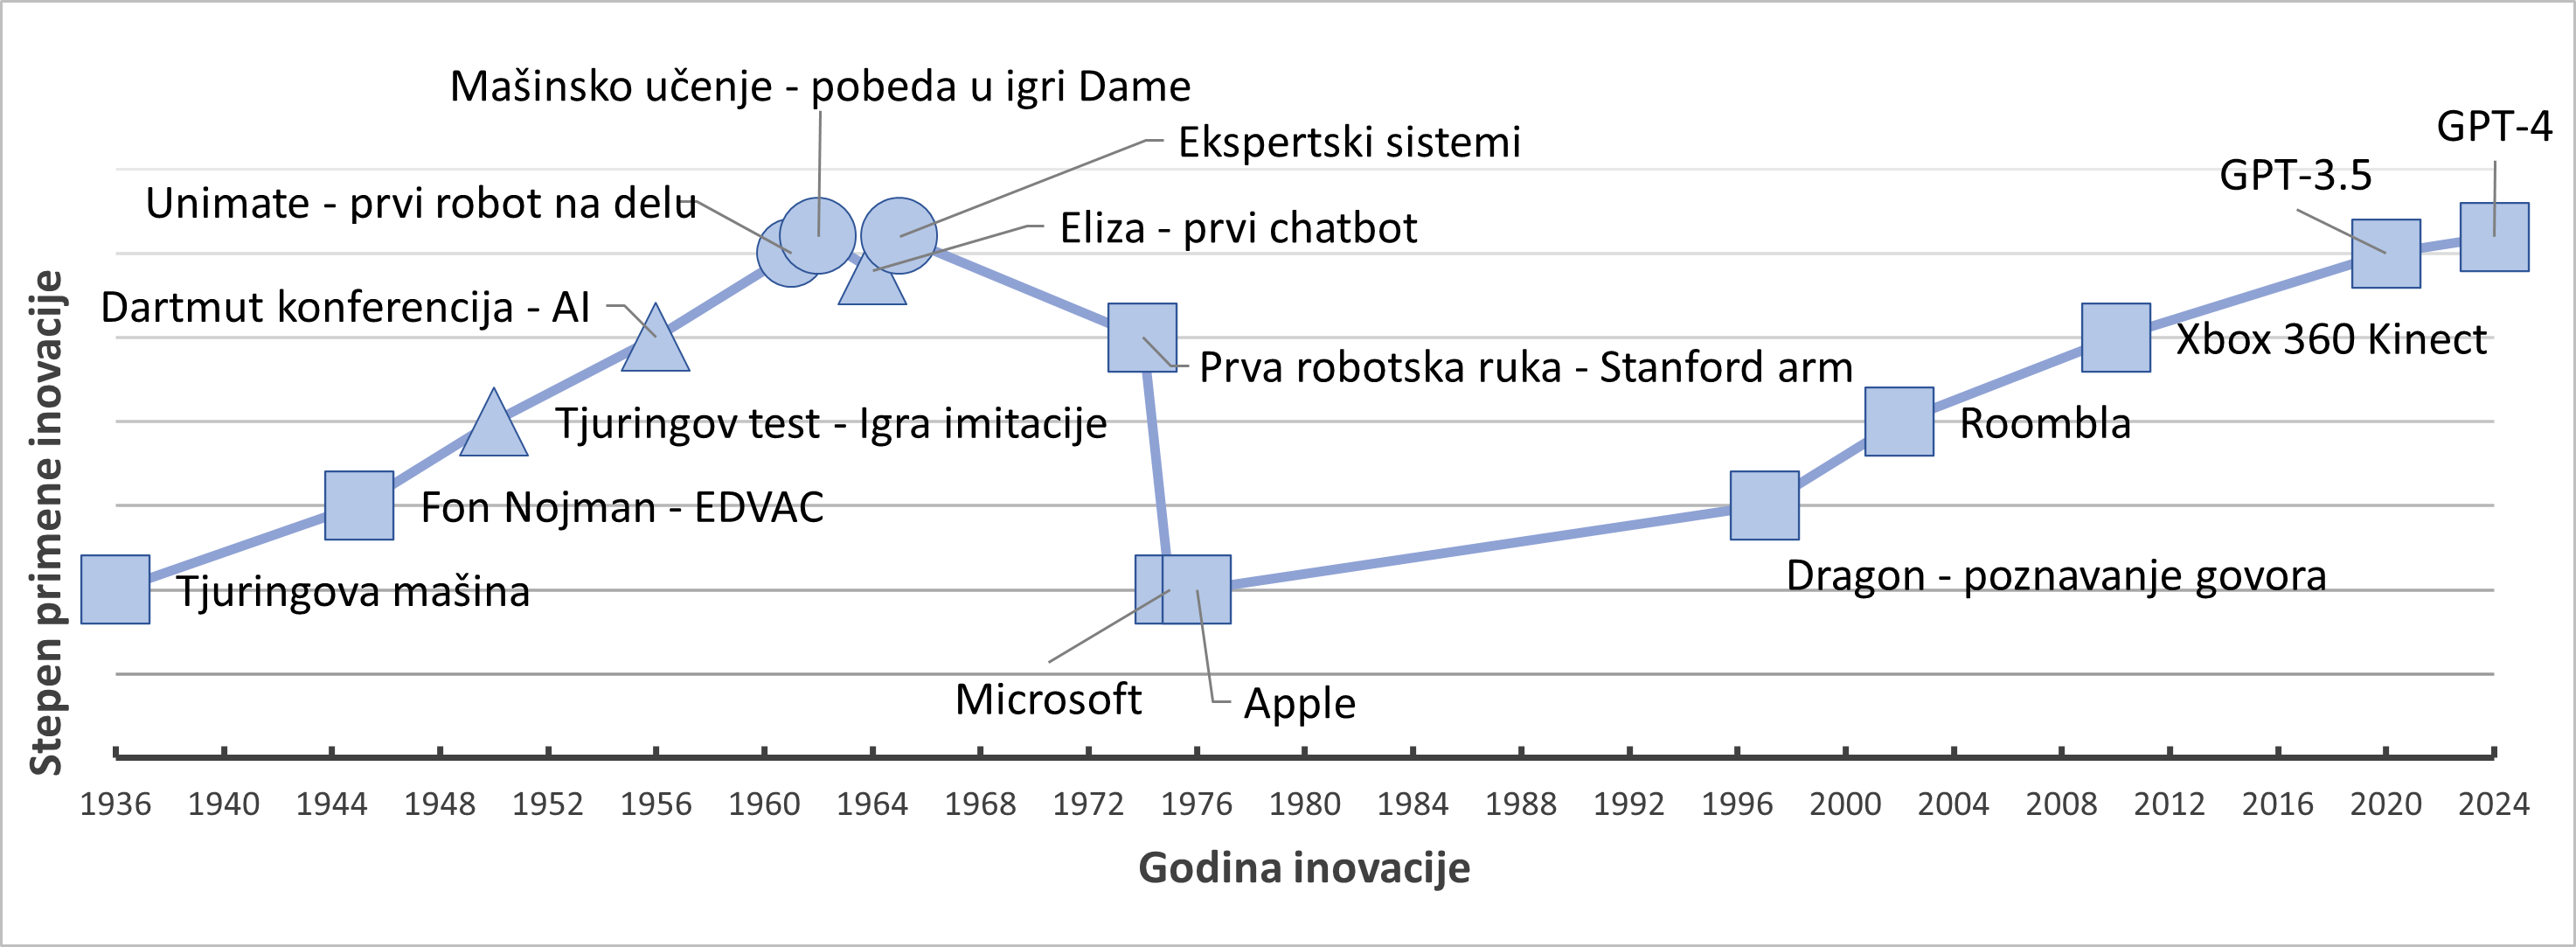 Mašinsko učenje - pobeda u igri Dame
GPT-4
Ekspertski sistemi
GPT-3.5
Unimate - prvi robot na delu
Eliza - prvi chatbot
Dartmut konferencija - AI
Xbox 360 Kinect
Prva robotska ruka - Stanford arm
Tjuringov test - Igra imitacije
Roombla
Fon Nojman - EDVAC
Dragon - poznavanje govora
Tjuringova mašina
Microsoft
Apple
Stepen primene inovacije
1936 1940 1944 1948 1952 1956 1960 1964 1968 1972 1976 1980 1984 1988 1992 1996 2000 2004 2008 2012 2016 2020 2024
Godina inovacije